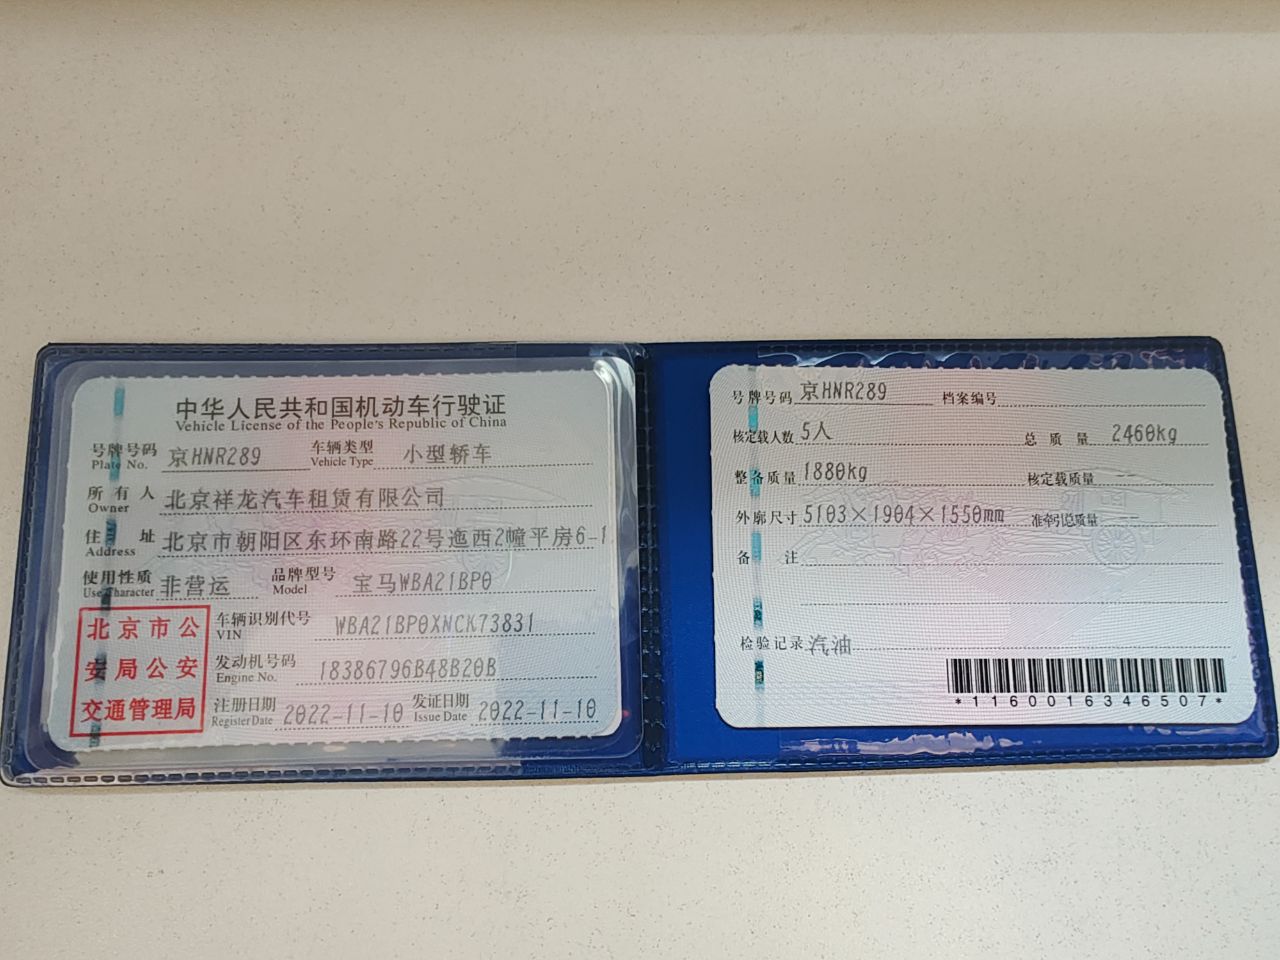 中华人民共和国机动车行驶证
Vehicle License of the People's Republic of China
号牌号码 京HNR289 车辆类型 小型轿车
Plate No. Vehicle Type
所有人 北京祥龙汽车租赁有限公司
Owner
住址 北京市朝阳区东环南路22号迤西2幢平房6-1
Address
使用性质 非营运 品牌型号 宝马WBA21BP0
Use Character Model
北京市公
安局公安
交通管理局
车辆识别代号 WBA21BP0XNCK73831
VIN
发动机号码 18386796B48B20B
Engine No.
注册日期 2022-11-10 发证日期 2022-11-10
Register Date Issue Date
号牌号码 京HNR289 档案编号
核定载人数 5人 总质量 2460kg
整备质量 1880kg 核定载质量 --
外廓尺寸 5103×1904×1550mm 准牵引总质量
备注
检验记录 汽油
*1160016346507*